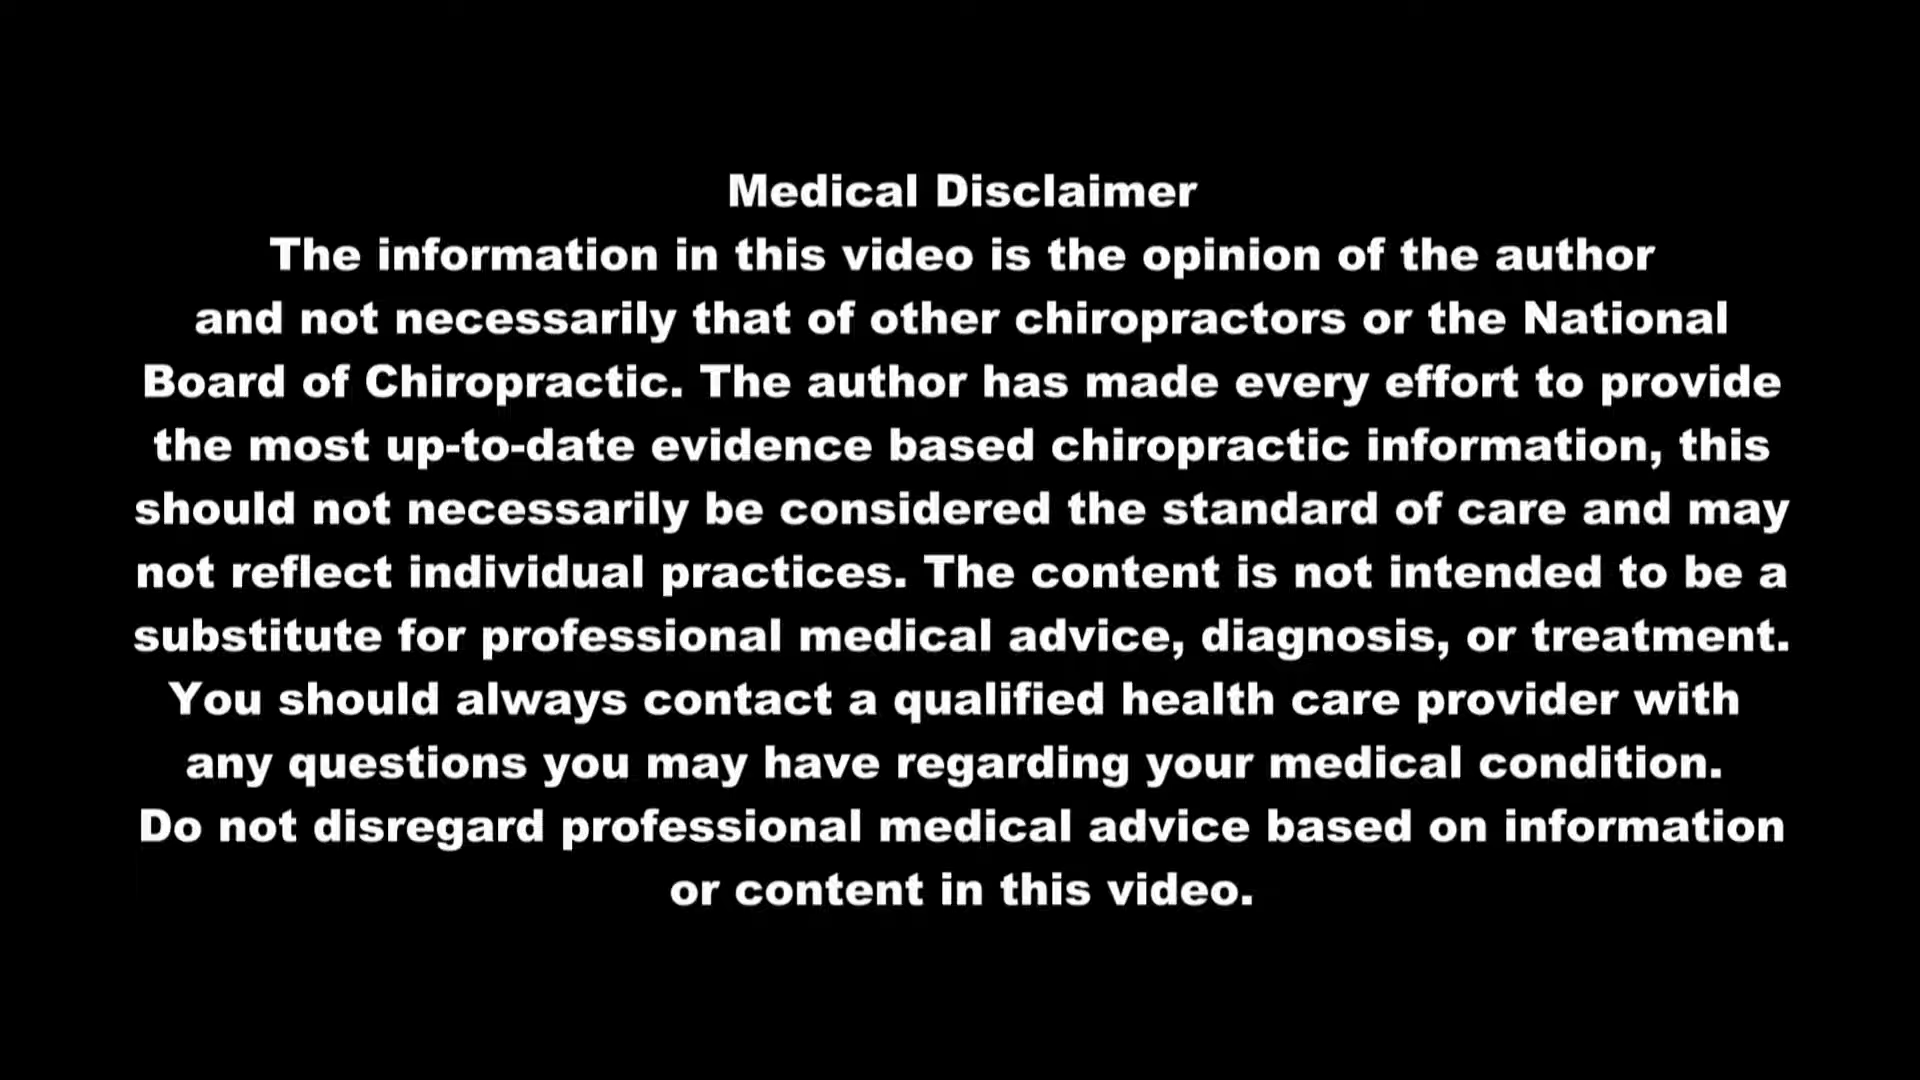 Medical Disclaimer
The information in this video is the opinion of the author
and not necessarily that of other chiropractors or the National
Board of Chiropractic. The author has made every effort to provide
the most up-to-date evidence based chiropractic information, this
should not necessarily be considered the standard of care and may
not reflect individual practices. The content is not intended to be a
substitute for professional medical advice, diagnosis, or treatment.
You should always contact a qualified health care provider with
any questions you may have regarding your medical condition.
Do not disregard professional medical advice based on information
or content in this video.